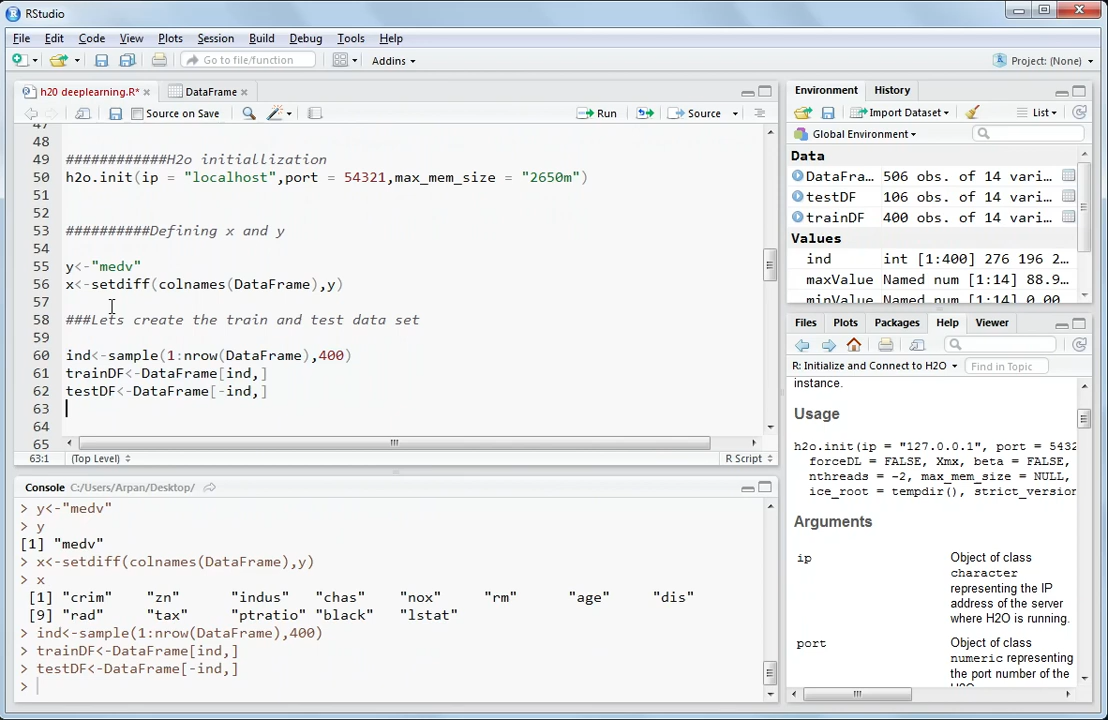 RStudio
File Edit Code View Plots Session Build Debug Tools Help
Go to file/function Addins Project: (None)
h20 deeplearning.R* DataFrame
Source on Save Run Source
47
48
49 ############H2o initiallization
50 h2o.init(ip = "localhost",port = 54321,max_mem_size = "2650m")
51
52
53 ##########Defining x and y
54
55 y<-"medv"
56 x<-setdiff(colnames(DataFrame),y)
57
58 ###Lets create the train and test data set
59
60 ind<-sample(1:nrow(DataFrame),400)
61 trainDF<-DataFrame[ind,]
62 testDF<-DataFrame[-ind,]
63
64
65
63:1 (Top Level) R Script
Console C:/Users/Arpan/Desktop/
> y<-"medv"
> y
[1] "medv"
> x<-setdiff(colnames(DataFrame),y)
> x
[1] "crim" "zn" "indus" "chas" "nox" "rm" "age" "dis"
[9] "rad" "tax" "ptratio" "black" "lstat"
> ind<-sample(1:nrow(DataFrame),400)
> trainDF<-DataFrame[ind,]
> testDF<-DataFrame[-ind,]
>
Environment History
Import Dataset List
Global Environment
Data
DataFra… 506 obs. of 14 vari…
testDF 106 obs. of 14 vari…
trainDF 400 obs. of 14 vari…
Values
ind int [1:400] 276 196 2…
maxValue Named num [1:14] 88.9…
minValue Named num [1:14] 0.00
Files Plots Packages Help Viewer
R: Initialize and Connect to H2O Find in Topic
instance.
Usage
h2o.init(ip = "127.0.0.1", port = 5432
forceDL = FALSE, Xmx, beta = FALSE,
nthreads = -2, max_mem_size = NULL,
ice_root = tempdir(), strict_version
Arguments
ip Object of class
character
representing the IP
address of the server
where H2O is running.
port Object of class
numeric representing
the port number of the